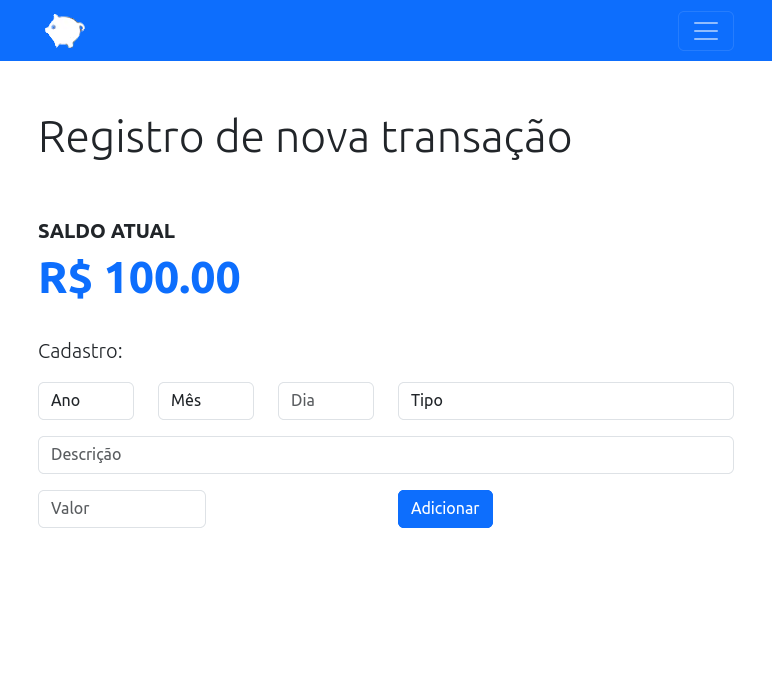 Registro de nova transação
SALDO ATUAL
R$ 100.00
Cadastro:
Ano Mês Dia Tipo
Descrição
Valor Adicionar